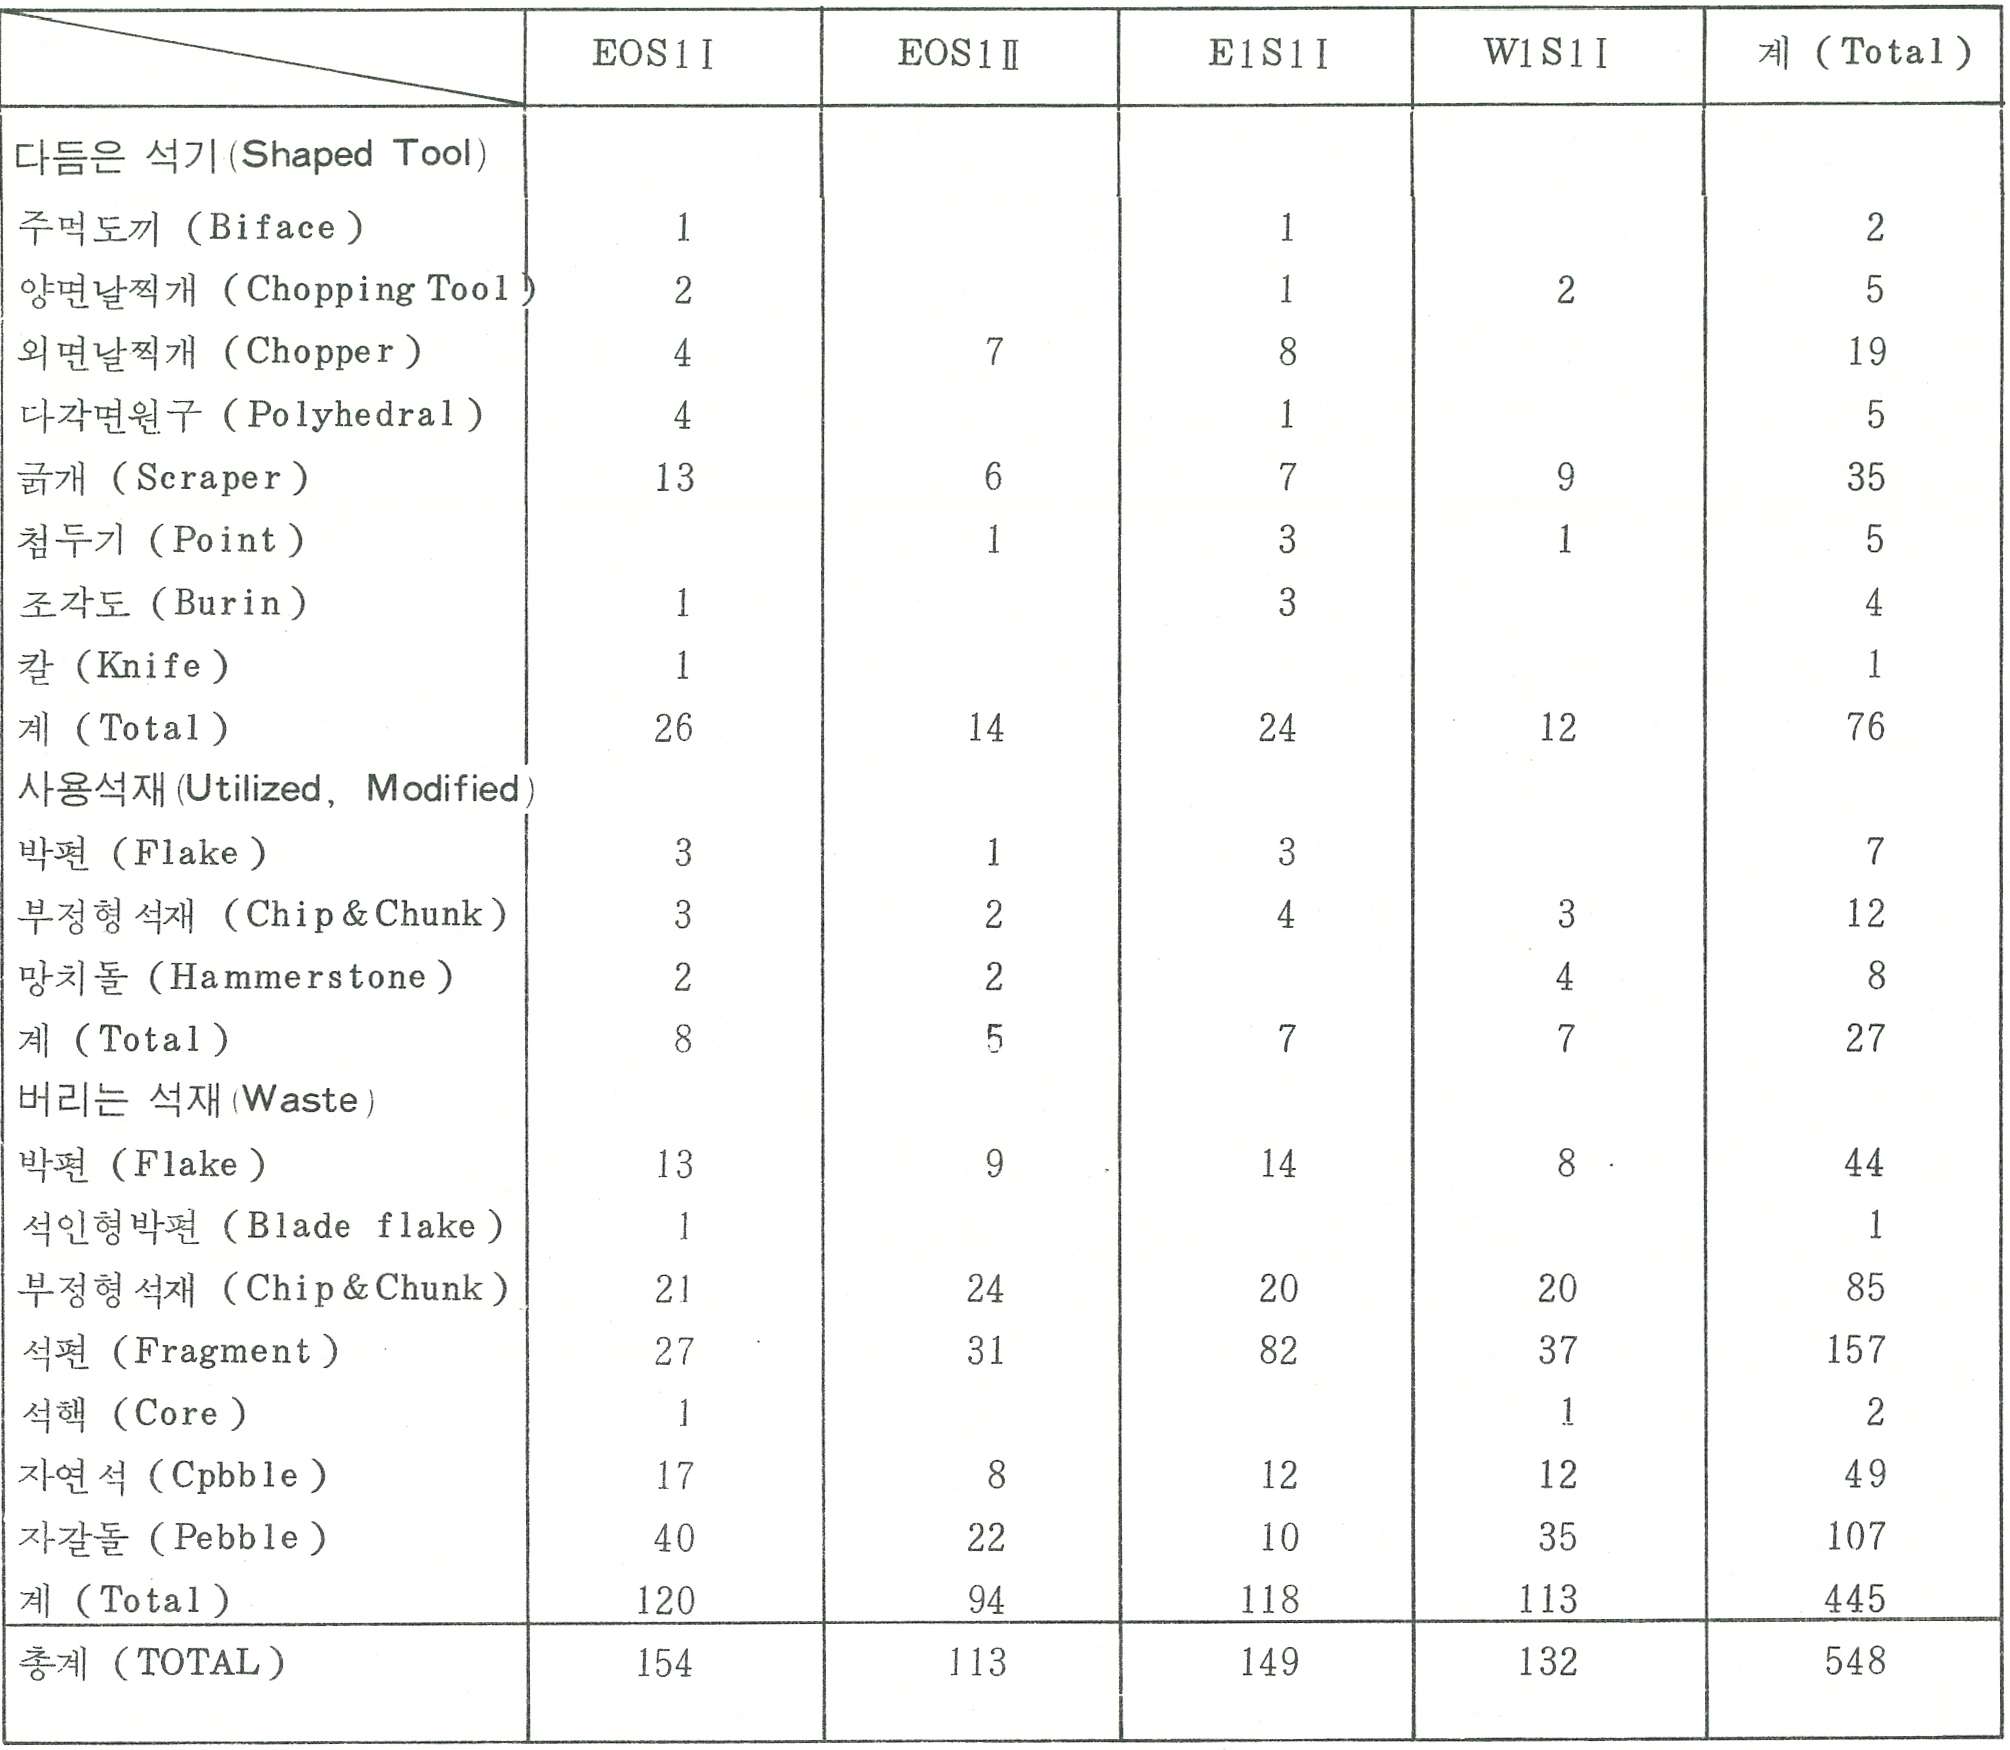 EOS1Ⅰ EOS1Ⅱ E1S1Ⅰ W1S1Ⅰ 계 (Total)
다듬은 석기(Shaped Tool)
주먹도끼 (Biface) 1 1 2
양면날찍개 (Chopping Tool) 2 1 2 5
외면날찍개 (Chopper) 4 7 8 19
다각면원구 (Polyhedral) 4 1 5
긁개 (Scraper) 13 6 7 9 35
첨두기 (Point) 1 3 1 5
조각도 (Burin) 1 3 4
칼 (Knife) 1 1
계 (Total) 26 14 24 12 76
사용석재(Utilized, Modified)
박편 (Flake) 3 1 3 7
부정형석재 (Chip&Chunk) 3 2 4 3 12
망치돌 (Hammerstone) 2 2 4 8
계 (Total) 8 5 7 7 27
버리는 석재(Waste)
박편 (Flake) 13 9 14 8 44
석인형박편 (Blade flake) 1 1
부정형석재 (Chip&Chunk) 21 24 20 20 85
석편 (Fragment) 27 31 82 37 157
석핵 (Core) 1 1 2
자연석 (Cpbble) 17 8 12 12 49
자갈돌 (Pebble) 40 22 10 35 107
계 (Total) 120 94 118 113 445
총계 (TOTAL) 154 113 149 132 548